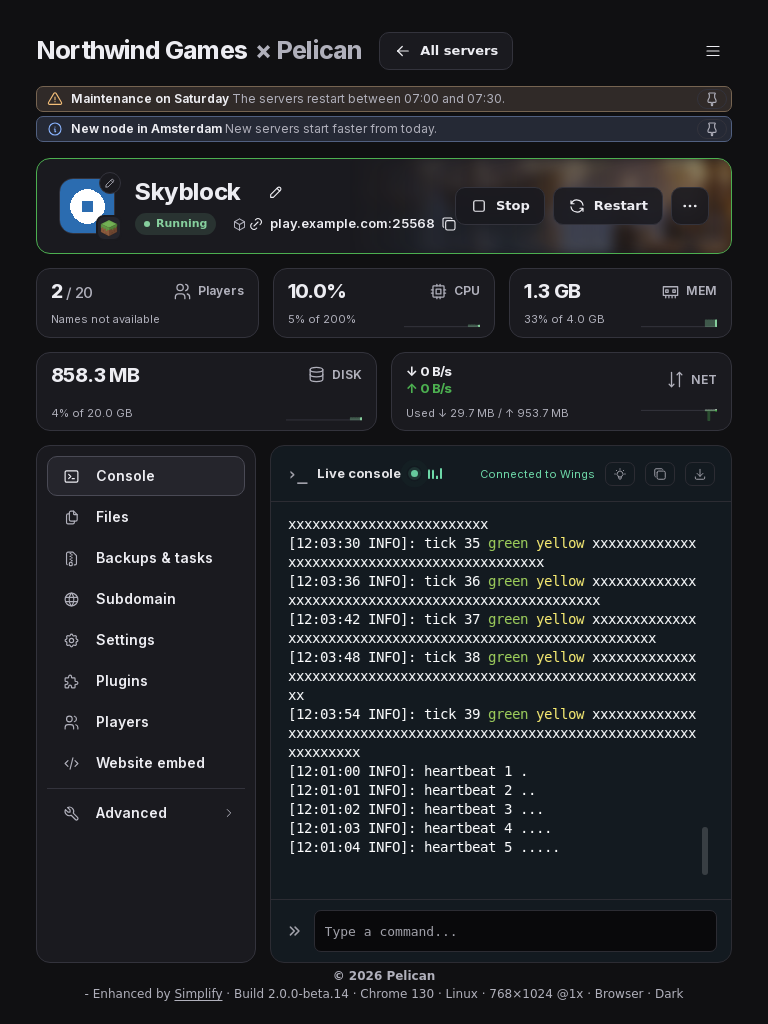 Northwind Games × Pelican
All servers
Maintenance on Saturday The servers restart between 07:00 and 07:30.
New node in Amsterdam New servers start faster from today.
Skyblock
Running
play.example.com:25568
Stop
Restart
2 / 20
Players
Names not available
10.0%
CPU
5% of 200%
1.3 GB
MEM
33% of 4.0 GB
858.3 MB
DISK
4% of 20.0 GB
↓ 0 B/s
↑ 0 B/s
NET
Used ↓ 29.7 MB / ↑ 953.7 MB
Console
Files
Backups & tasks
Subdomain
Settings
Plugins
Players
Website embed
Advanced
Live console
Connected to Wings
xxxxxxxxxxxxxxxxxxxxxxxxx
[12:03:30 INFO]: tick 35 green yellow xxxxxxxxxxxxx
xxxxxxxxxxxxxxxxxxxxxxxxxxxxxxxx
[12:03:36 INFO]: tick 36 green yellow xxxxxxxxxxxxx
xxxxxxxxxxxxxxxxxxxxxxxxxxxxxxxxxxxxxxx
[12:03:42 INFO]: tick 37 green yellow xxxxxxxxxxxxx
xxxxxxxxxxxxxxxxxxxxxxxxxxxxxxxxxxxxxxxxxxxxxx
[12:03:48 INFO]: tick 38 green yellow xxxxxxxxxxxxx
xxxxxxxxxxxxxxxxxxxxxxxxxxxxxxxxxxxxxxxxxxxxxxxxxxx
xx
[12:03:54 INFO]: tick 39 green yellow xxxxxxxxxxxxx
xxxxxxxxxxxxxxxxxxxxxxxxxxxxxxxxxxxxxxxxxxxxxxxxxxx
xxxxxxxxx
[12:01:00 INFO]: heartbeat 1 .
[12:01:01 INFO]: heartbeat 2 ..
[12:01:02 INFO]: heartbeat 3 ...
[12:01:03 INFO]: heartbeat 4 ....
[12:01:04 INFO]: heartbeat 5 .....
Type a command...
© 2026 Pelican
- Enhanced by Simplify · Build 2.0.0-beta.14 · Chrome 130 · Linux · 768×1024 @1x · Browser · Dark